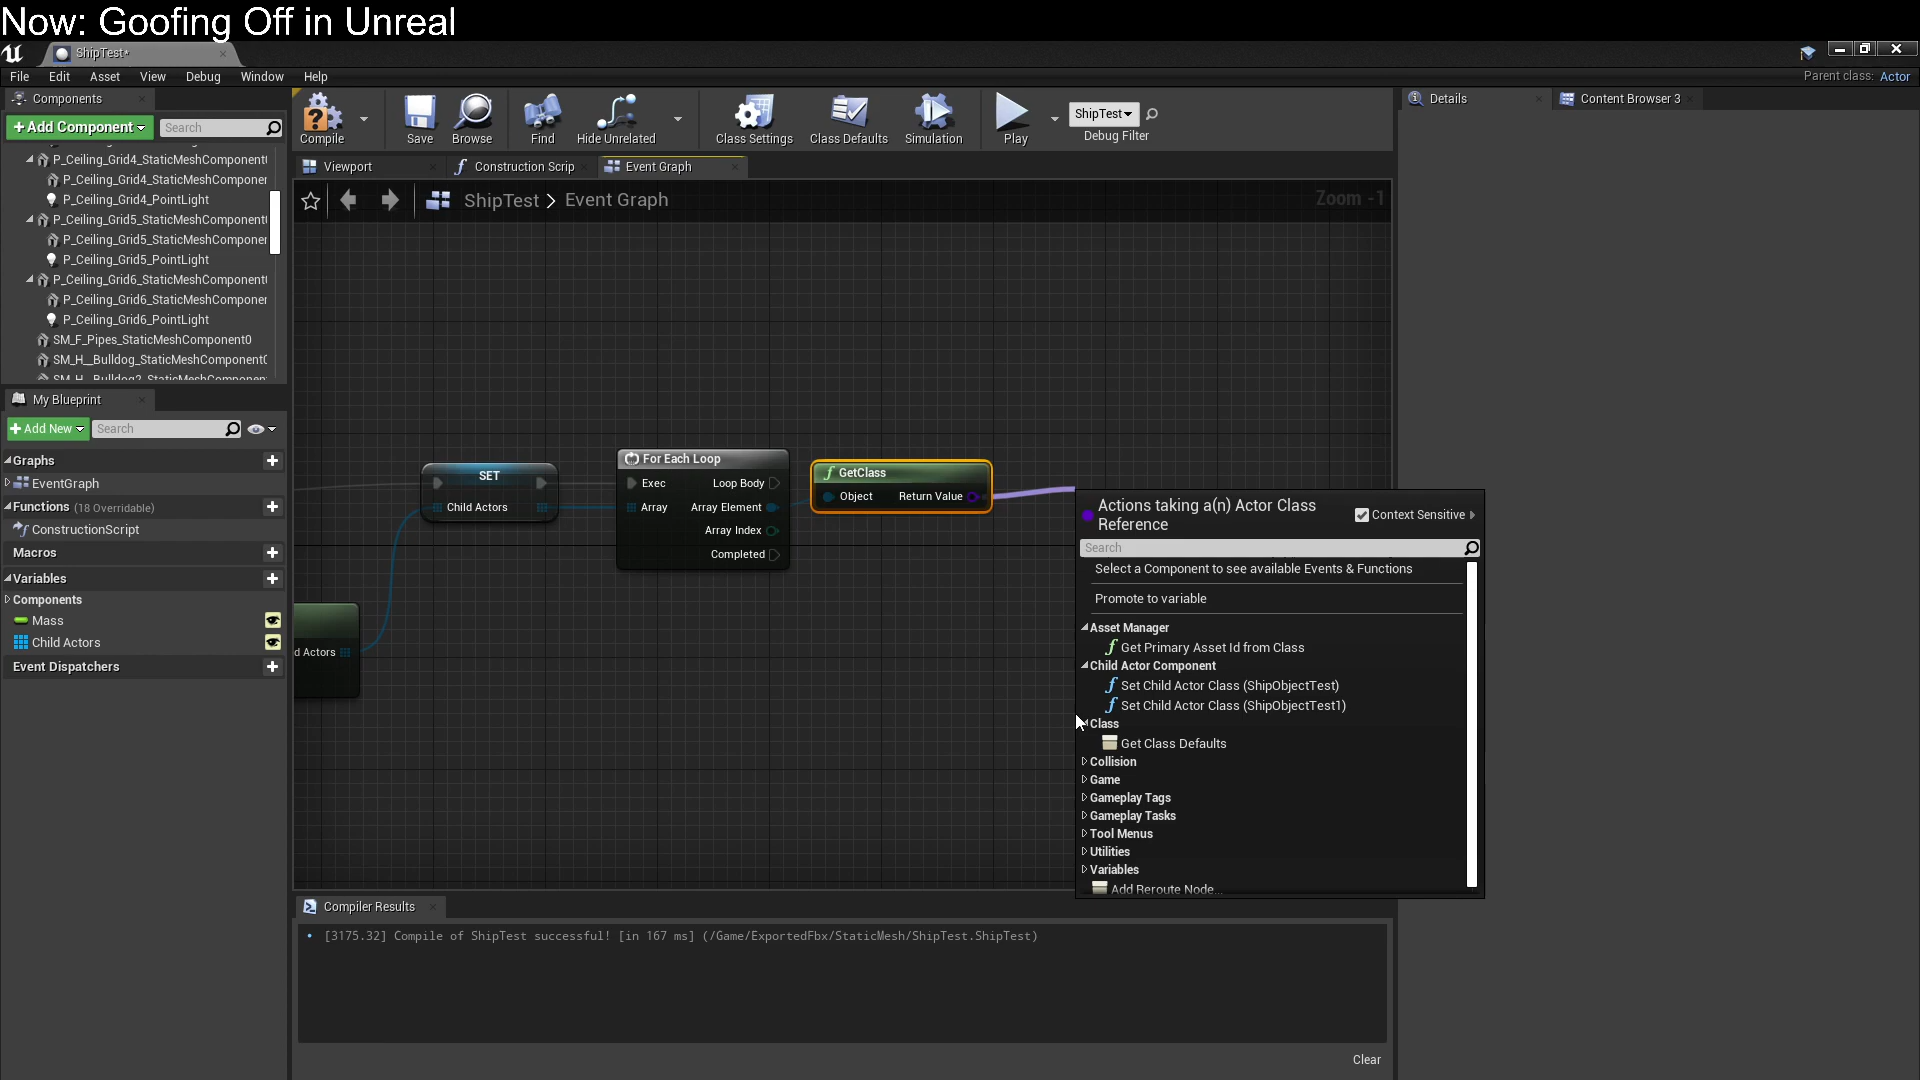 Now: Goofing Off in Unreal
ShipTest*
File Edit Asset View Debug Window Help
Parent class: Actor
Components
+ Add Component
Search
P_Ceiling_Grid4_StaticMeshComponent
P_Ceiling_Grid4_StaticMeshComponer
P_Ceiling_Grid4_PointLight
P_Ceiling_Grid5_StaticMeshComponent
P_Ceiling_Grid5_StaticMeshComponer
P_Ceiling_Grid5_PointLight
P_Ceiling_Grid6_StaticMeshComponent
P_Ceiling_Grid6_StaticMeshComponer
P_Ceiling_Grid6_PointLight
SM_F_Pipes_StaticMeshComponent0
SM_H__Bulldog_StaticMeshComponent
My Blueprint
+ Add New
Search
Graphs
EventGraph
Functions (18 Overridable)
ConstructionScript
Macros
Variables
Components
Mass
Child Actors
Event Dispatchers
Compile
Save
Browse
Find
Hide Unrelated
Class Settings
Class Defaults
Simulation
Play
ShipTest
Debug Filter
Viewport
Construction Scrip
Event Graph
ShipTest > Event Graph
Zoom -1
SET
Child Actors
d Actors
For Each Loop
Exec Loop Body
Array Array Element
Array Index
Completed
GetClass
Object Return Value
Actions taking a(n) Actor Class
Reference
Context Sensitive
Search
Select a Component to see available Events & Functions
Promote to variable
Asset Manager
Get Primary Asset Id from Class
Child Actor Component
Set Child Actor Class (ShipObjectTest)
Set Child Actor Class (ShipObjectTest1)
Class
Get Class Defaults
Collision
Game
Gameplay Tags
Gameplay Tasks
Tool Menus
Utilities
Variables
Add Reroute Node...
Compiler Results
[3175.32] Compile of ShipTest successful! [in 167 ms] (/Game/ExportedFbx/StaticMesh/ShipTest.ShipTest)
Clear
Details
Content Browser 3